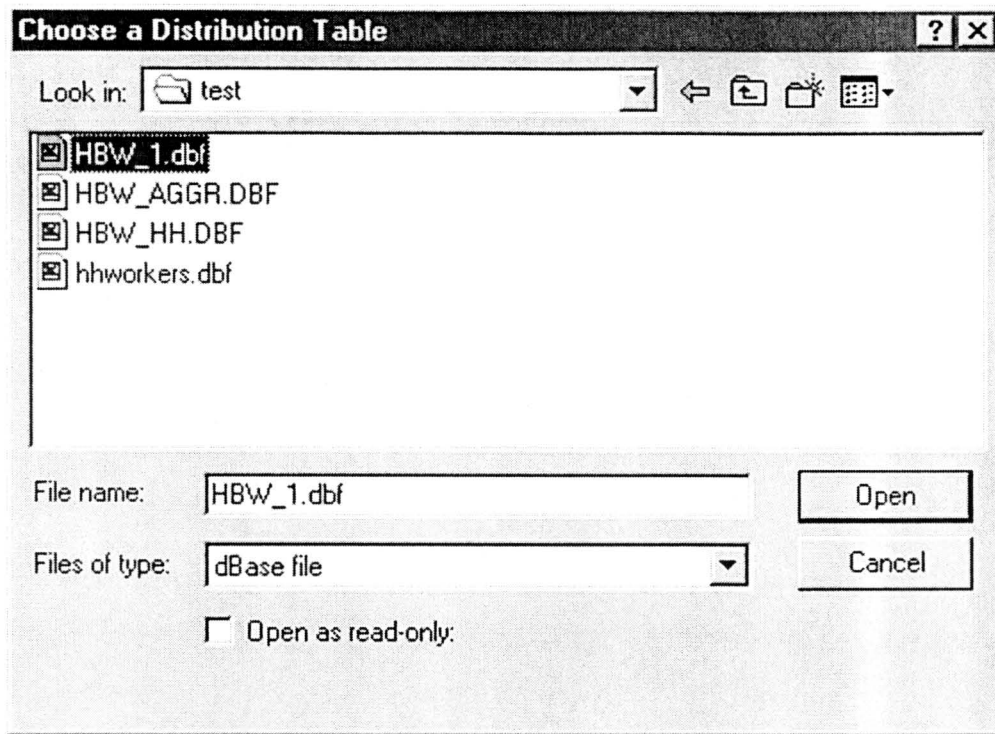 Choose a Distribution Table
Look in: test
HBW_1.dbf
HBW_AGGR.DBF
HBW_HH.DBF
hhworkers.dbf
File name: HBW_1.dbf Open
Files of type: dBase file Cancel
Open as read-only: